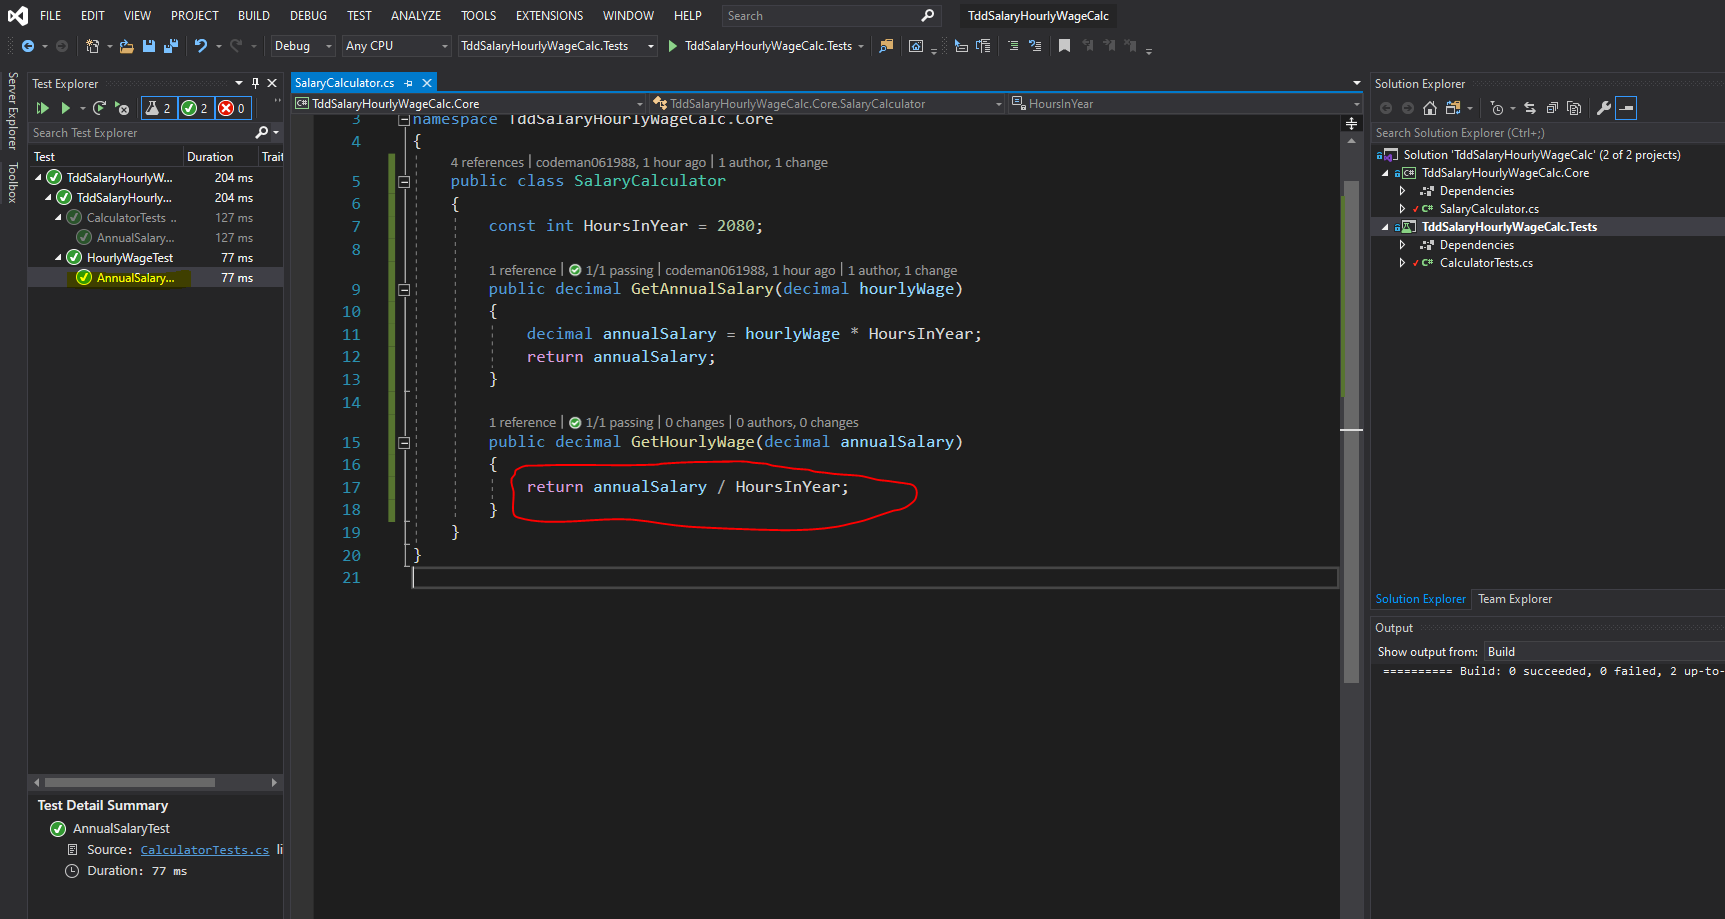 FILE EDIT VIEW PROJECT BUILD DEBUG TEST ANALYZE TOOLS EXTENSIONS WINDOW HELP Search TddSalaryHourlyWageCalc
Debug Any CPU TddSalaryHourlyWageCalc.Tests TddSalaryHourlyWageCalc.Tests
Server Explorer
Toolbox
Test Explorer
2 2 0
Search Test Explorer
Test Duration Trait
TddSalaryHourlyW... 204 ms
TddSalaryHourly... 204 ms
CalculatorTests .. 127 ms
AnnualSalary... 127 ms
HourlyWageTest 77 ms
AnnualSalary... 77 ms
Test Detail Summary
AnnualSalaryTest
Source: CalculatorTests.cs li
Duration: 77 ms
SalaryCalculator.cs
TddSalaryHourlyWageCalc.Core TddSalaryHourlyWageCalc.Core.SalaryCalculator HoursInYear
3 namespace TddSalaryHourlyWageCalc.Core
4 {
4 references | codeman061988, 1 hour ago | 1 author, 1 change
5 public class SalaryCalculator
6 {
7 const int HoursInYear = 2080;
8
1 reference | 1/1 passing | codeman061988, 1 hour ago | 1 author, 1 change
9 public decimal GetAnnualSalary(decimal hourlyWage)
10 {
11 decimal annualSalary = hourlyWage * HoursInYear;
12 return annualSalary;
13 }
14
1 reference | 1/1 passing | 0 changes | 0 authors, 0 changes
15 public decimal GetHourlyWage(decimal annualSalary)
16 {
17 return annualSalary / HoursInYear;
18 }
19 }
20 }
21
Solution Explorer
Search Solution Explorer (Ctrl+;)
Solution 'TddSalaryHourlyWageCalc' (2 of 2 projects)
C# TddSalaryHourlyWageCalc.Core
Dependencies
C# SalaryCalculator.cs
TddSalaryHourlyWageCalc.Tests
Dependencies
C# CalculatorTests.cs
Solution Explorer Team Explorer
Output
Show output from: Build
========== Build: 0 succeeded, 0 failed, 2 up-to-